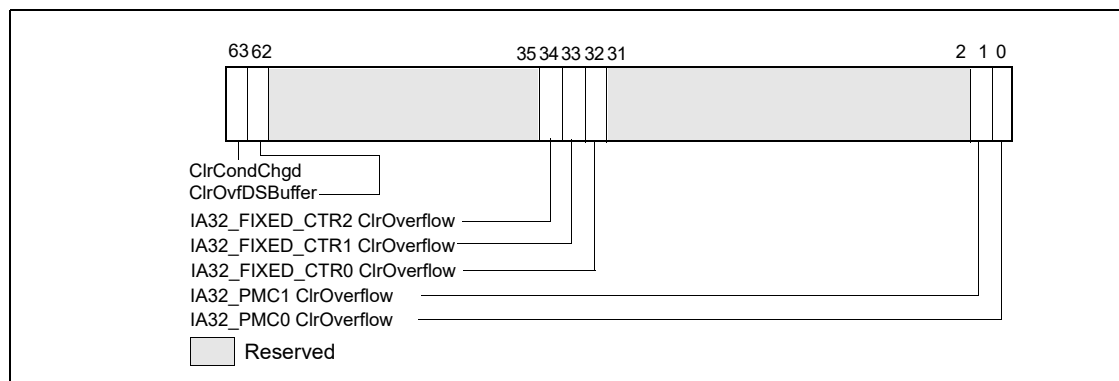 63 62 35 34 33 32 31 2 1 0
ClrCondChgd
ClrOvfDSBuffer
IA32_FIXED_CTR2 ClrOverflow
IA32_FIXED_CTR1 ClrOverflow
IA32_FIXED_CTR0 ClrOverflow
IA32_PMC1 ClrOverflow
IA32_PMC0 ClrOverflow
Reserved